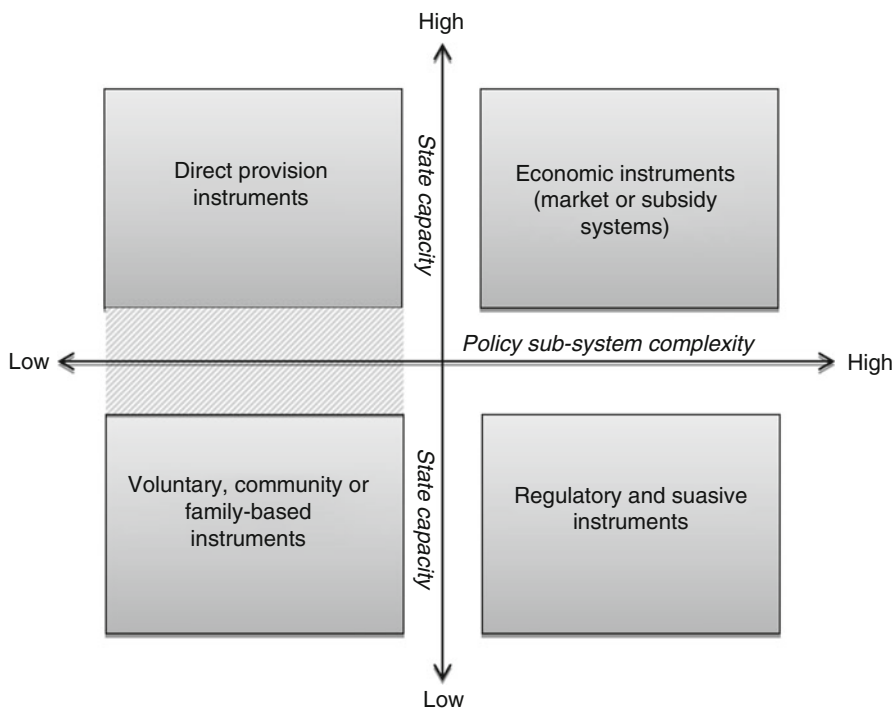 High
Direct provision
instruments
State capacity
Economic instruments
(market or subsidy
systems)
Low
Policy sub-system complexity
High
Voluntary, community or
family-based
instruments
State capacity
Regulatory and suasive
instruments
Low